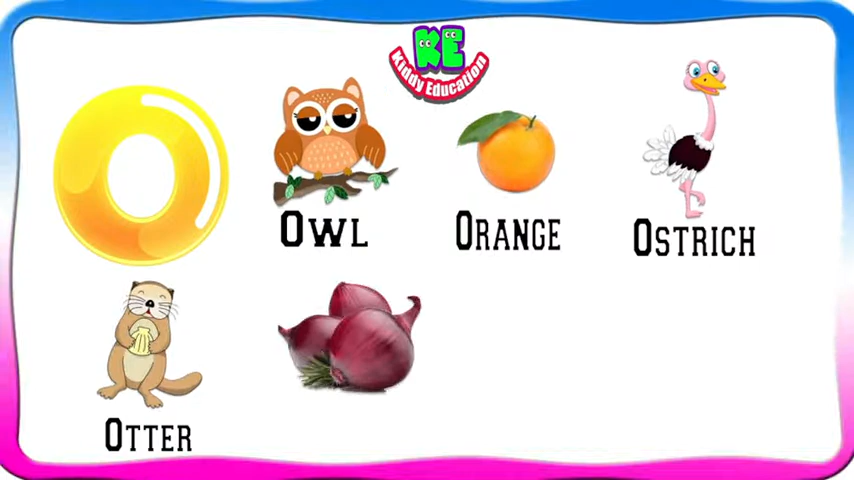 KE
Kiddy Education
O
OWL
ORANGE
OSTRICH
OTTER